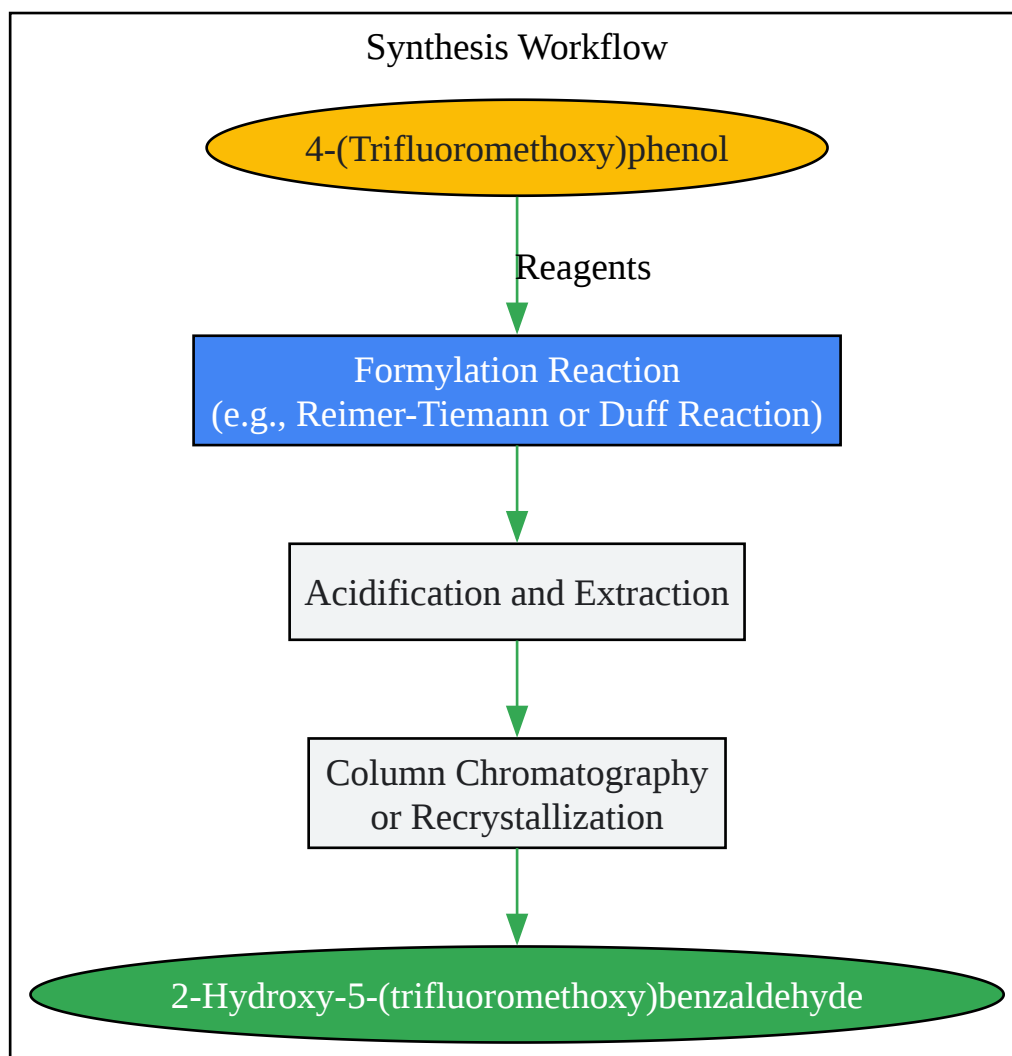 Synthesis Workflow
4-(Trifluoromethoxy)phenol
Reagents
Formylation Reaction
(e.g., Reimer-Tiemann or Duff Reaction)
Acidification and Extraction
Column Chromatography
or Recrystallization
2-Hydroxy-5-(trifluoromethoxy)benzaldehyde